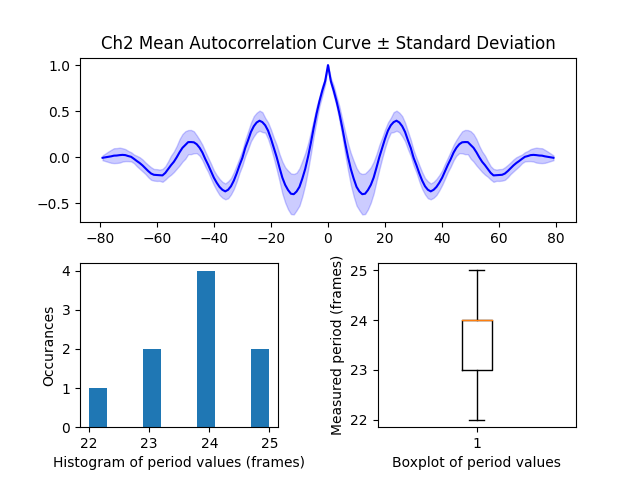 Ch2 Mean Autocorrelation Curve ± Standard Deviation
1.0
0.5
0.0
−0.5
−80 −60 −40 −20 0 20 40 60 80
Occurances
4
3
2
1
0
22 23 24 25
Histogram of period values (frames)
Measured period (frames)
25
24
23
22
1
Boxplot of period values